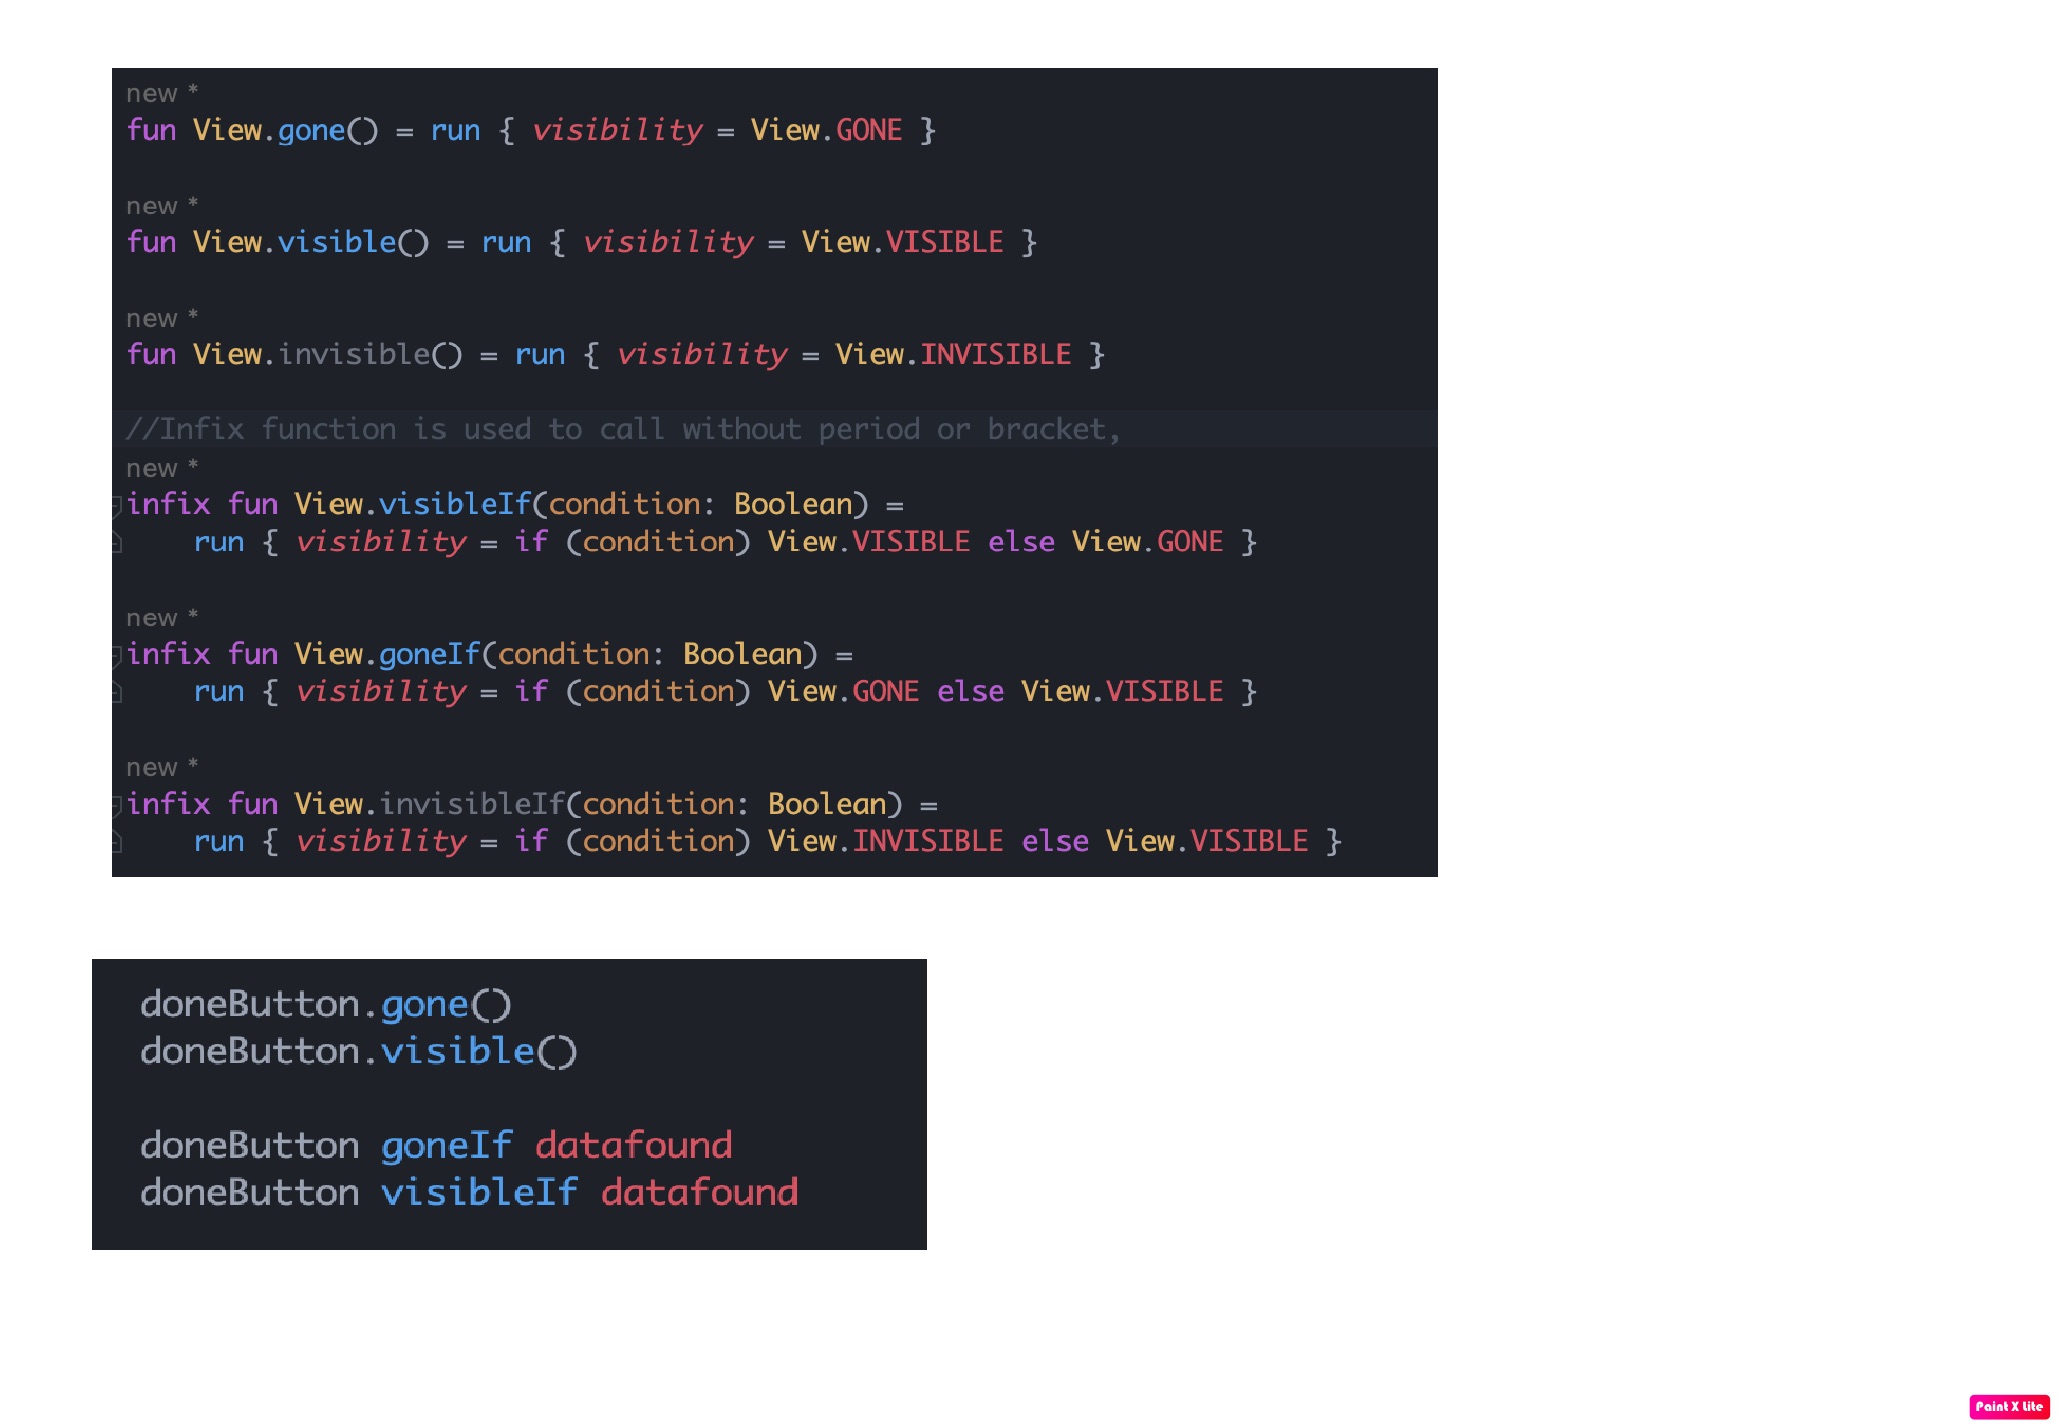 new *
fun View.gone() = run { visibility = View.GONE }
new *
fun View.visible() = run { visibility = View.VISIBLE }
new *
fun View.invisible() = run { visibility = View.INVISIBLE }
//Infix function is used to call without period or bracket,
new *
infix fun View.visibleIf(condition: Boolean) =
    run { visibility = if (condition) View.VISIBLE else View.GONE }
new *
infix fun View.goneIf(condition: Boolean) =
    run { visibility = if (condition) View.GONE else View.VISIBLE }
new *
infix fun View.invisibleIf(condition: Boolean) =
    run { visibility = if (condition) View.INVISIBLE else View.VISIBLE }
doneButton.gone()
doneButton.visible()
doneButton goneIf datafound
doneButton visibleIf datafound
Paint X Lite